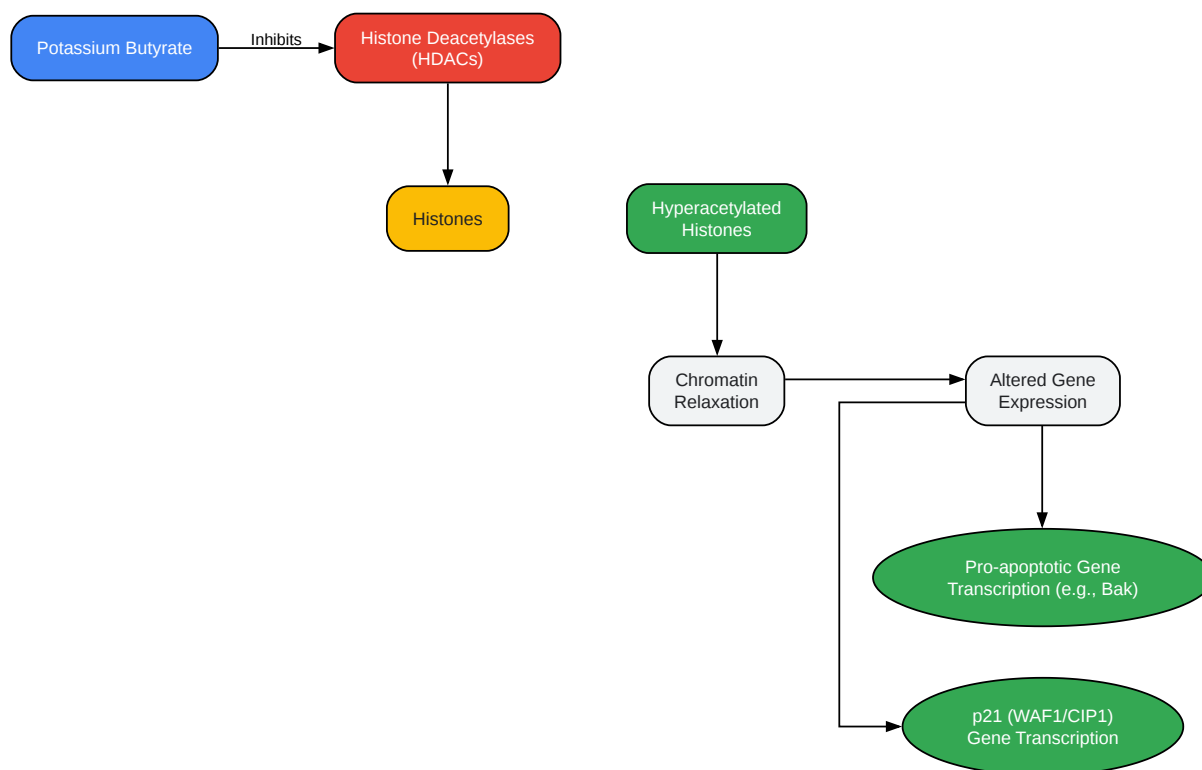 Potassium Butyrate
Inhibits
Histone Deacetylases
(HDACs)
Histones
Hyperacetylated
Histones
Chromatin
Relaxation
Altered Gene
Expression
Pro-apoptotic Gene
Transcription (e.g., Bak)
p21 (WAF1/CIP1)
Gene Transcription